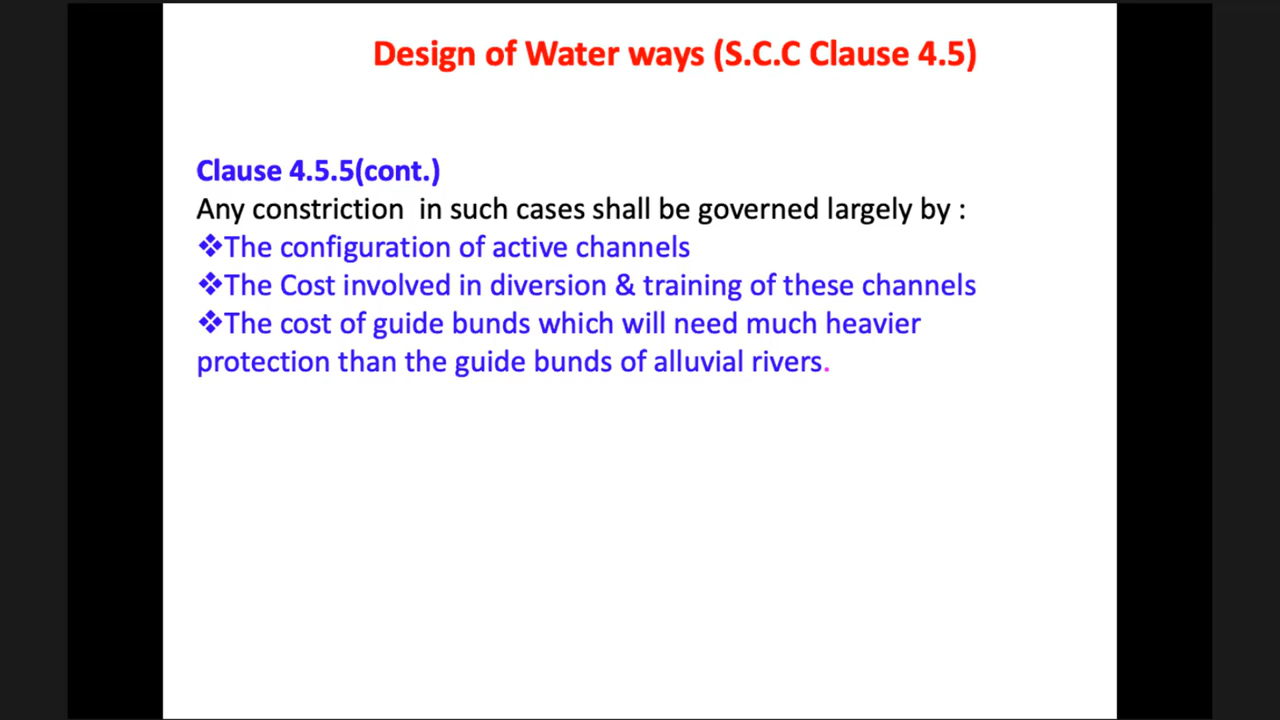 Design of Water ways (S.C.C Clause 4.5)
Clause 4.5.5(cont.)
Any constriction in such cases shall be governed largely by :
❖The configuration of active channels
❖The Cost involved in diversion & training of these channels
❖The cost of guide bunds which will need much heavier
protection than the guide bunds of alluvial rivers.